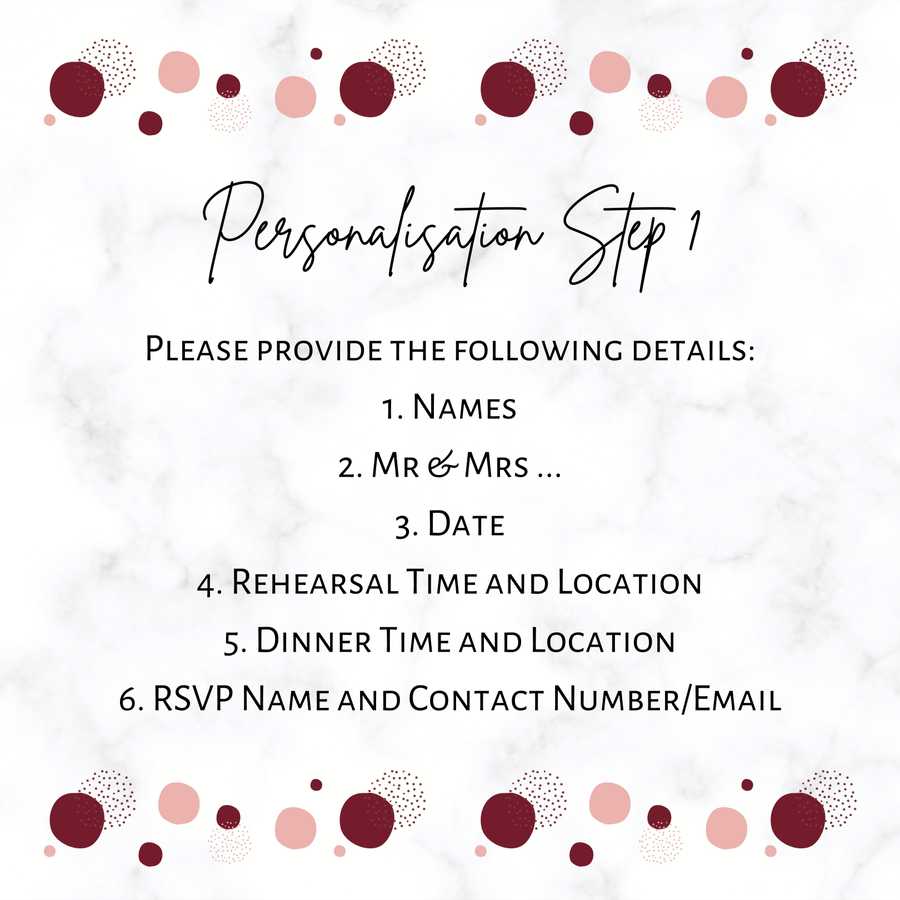 Personalisation Step 1
Please provide the following details:
1. Names
2. Mr & Mrs ...
3. Date
4. Rehearsal Time and Location
5. Dinner Time and Location
6. RSVP Name and Contact Number/Email